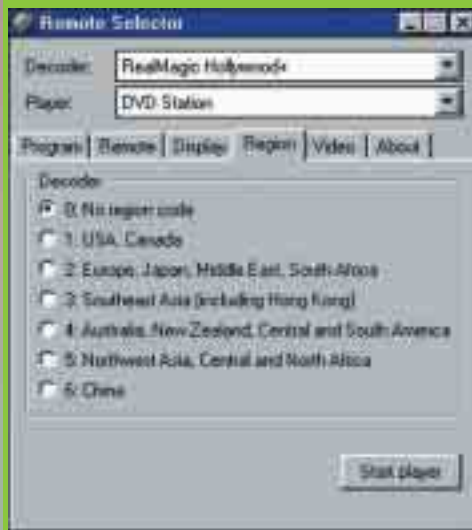 Remote Selector
Decoder: RealMagic Hollywood+
Player: DVD Station
Program Remote Display Region Video About
Decoder
0: No region code
1: USA, Canada
2: Europe, Japan, Middle East, South Africa
3: Southeast Asia (including Hong Kong)
4: Australia, New Zealand, Central and South America
5: Northwest Asia, Central and North Africa
6: China
Start player